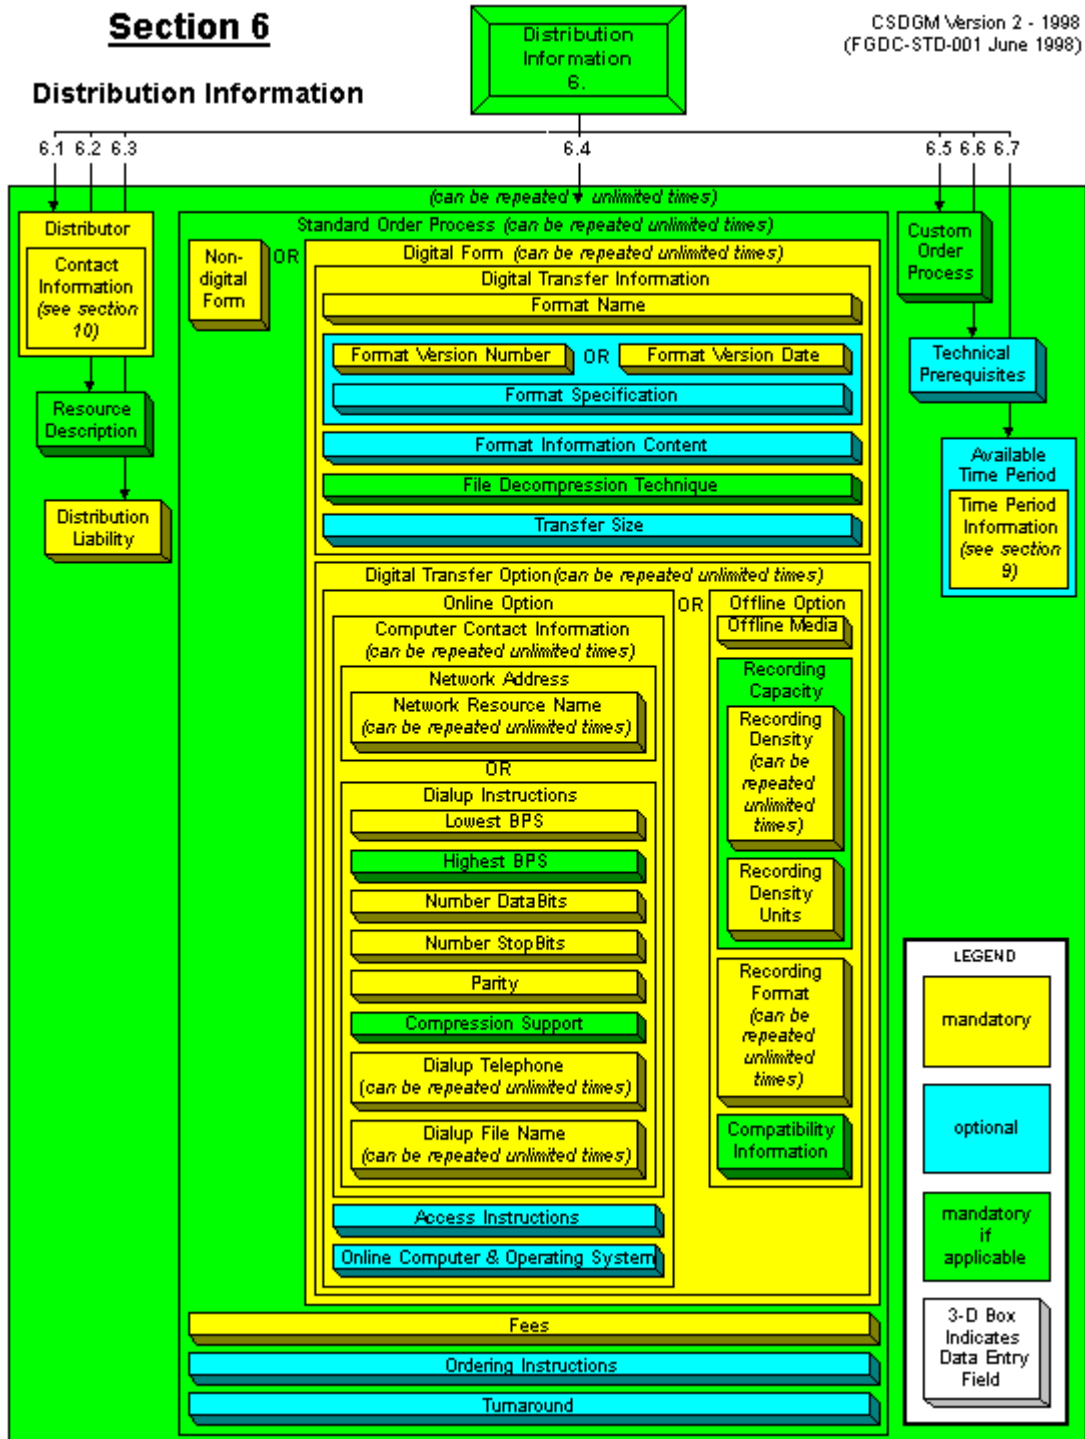 Section 6
CSDGM Version 2 - 1998
(FGDC-STD-001 June 1998)
Distribution Information
Distribution
Information
6.
6.1 6.2 6.3
6.4
6.5 6.6 6.7
(can be repeated unlimited times)
Distributor
Contact
Information
(see section
10)
Resource
Description
Distribution
Liability
Standard Order Process (can be repeated unlimited times)
Non-
digital
Form
OR
Digital Form (can be repeated unlimited times)
Digital Transfer Information
Format Name
Format Version Number
OR
Format Version Date
Format Specification
Format Information Content
File Decompression Technique
Transfer Size
Digital Transfer Option (can be repeated unlimited times)
Online Option
Computer Contact Information
(can be repeated unlimited times)
Network Address
Network Resource Name
(can be repeated unlimited times)
OR
Dialup Instructions
Lowest BPS
Highest BPS
Number DataBits
Number StopBits
Parity
Compression Support
Dialup Telephone
(can be repeated unlimited times)
Dialup File Name
(can be repeated unlimited times)
Access Instructions
Online Computer & Operating System
OR
Offline Option
Offline Media
Recording
Capacity
Recording
Density
(can be
repeated
unlimited
times)
Recording
Density
Units
Recording
Format
(can be
repeated
unlimited
times)
Compatibility
Information
Fees
Ordering Instructions
Turnaround
Custom
Order
Process
Technical
Prerequisites
Available
Time Period
Time Period
Information
(see section
9)
LEGEND
mandatory
optional
mandatory
if
applicable
3-D Box
Indicates
Data Entry
Field